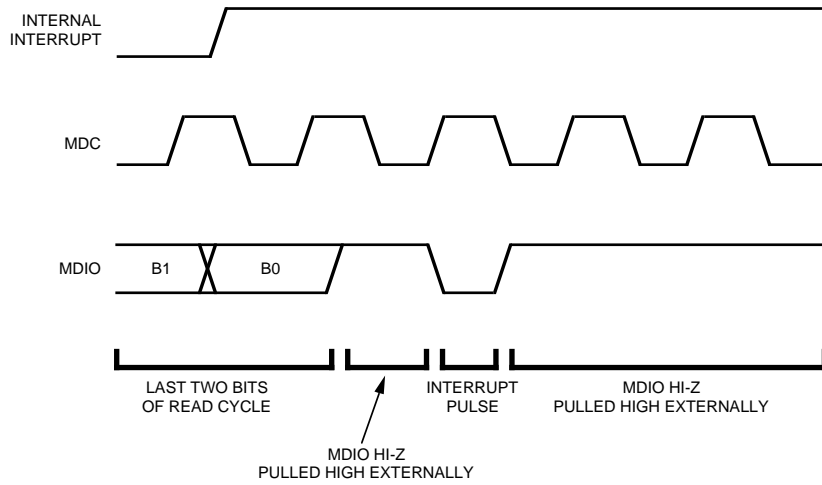 INTERNAL
INTERRUPT
MDC
MDIO
B1
B0
LAST TWO BITS
OF READ CYCLE
INTERRUPT
PULSE
MDIO HI-Z
PULLED HIGH EXTERNALLY
MDIO HI-Z
PULLED HIGH EXTERNALLY